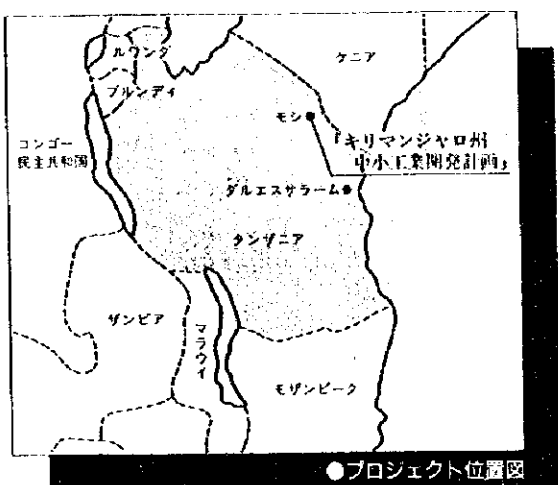 ルワンダ
ケニア
ブルンディ
モシ
コンゴー
民主共和国
「キリマンジャロ州
中小工業開発計画」
ダルエスサラーム
タンザニア
ザンビア
マラウイ
モザンビーク
●プロジェクト位置図